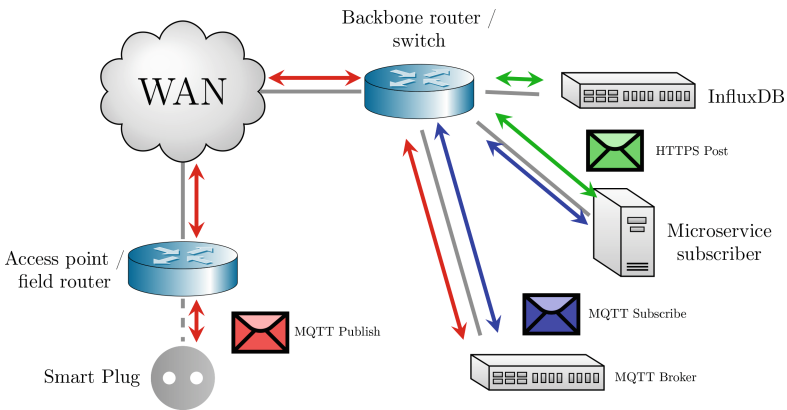 Backbone router /
switch
WAN
InfluxDB
HTTPS Post
Microservice
subscriber
Access point /
field router
MQTT Subscribe
MQTT Publish
Smart Plug
MQTT Broker